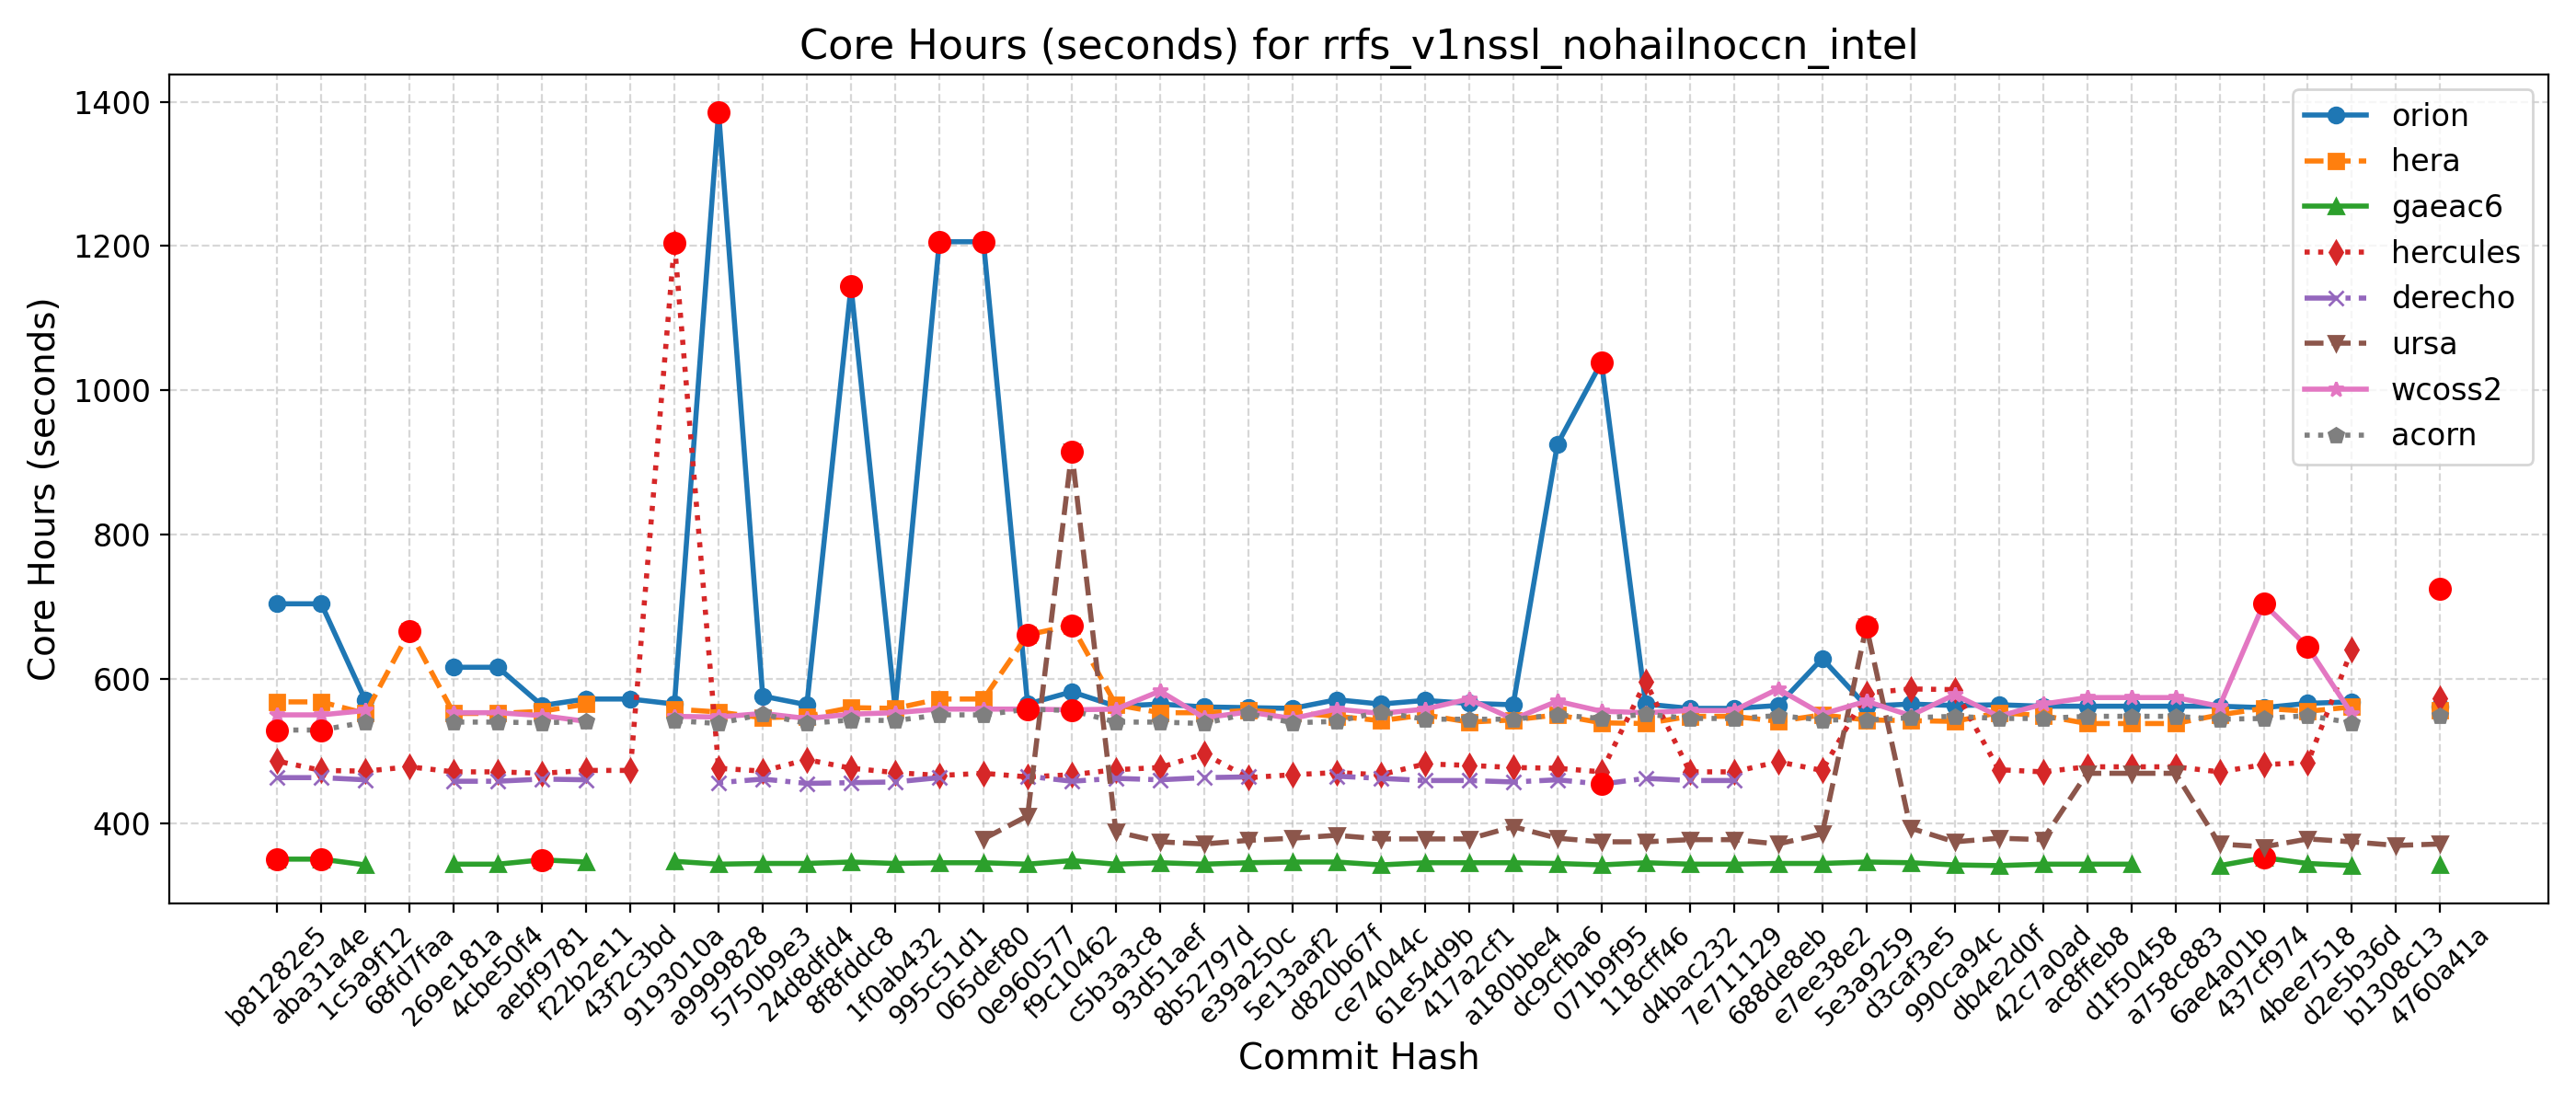 Core Hours (seconds) for rrfs_v1nssl_nohailnoccn_intel
Core Hours (seconds)
1400
1200
1000
800
600
400
orion
hera
gaeac6
hercules
derecho
ursa
wcoss2
acorn
b81282e5
aba31a4e
1c5a9f12
68fd7faa
269e181a
4cbe50f4
aebf9781
f22b2e11
43f2c3bd
9193010a
a9999828
5750b9e3
24d8dfd4
8f8fddc8
1f0ab432
995c51d1
065def80
0e960577
f9c10462
c5b3a3c8
93d51aef
8b52797d
e39a250c
5e13aaf2
d820b67f
ce74044c
61e54d9b
417a2cf1
a180bbe4
dc9cfba6
071b9f95
118cff46
d4bac232
7e711129
688de8eb
e7ee38e2
5e3a9259
d3caf3e5
990ca94c
db4e2d0f
42c7a0ad
ac8ffeb8
d1f50458
a758c883
6ae4a01b
437cf974
4bee7518
d2e5b36d
b1308c13
4760a41a
Commit Hash